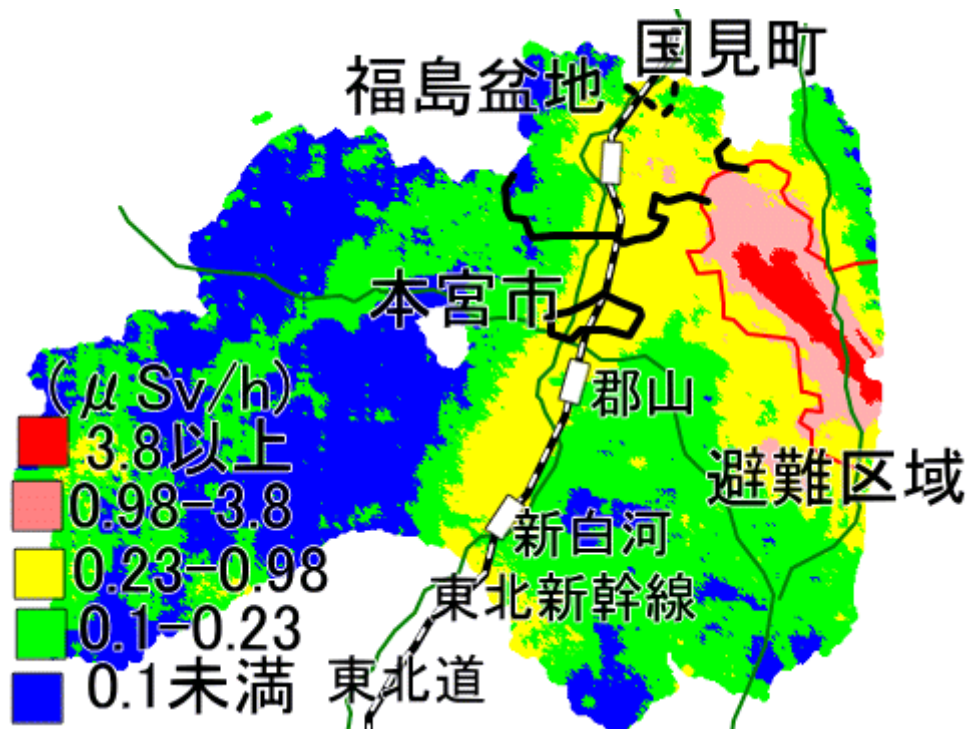 国見町
福島盆地
本宮市
(μSv/h)
郡山
3.8以上
避難区域
0.98-3.8
新白河
0.23-0.98
東北新幹線
0.1-0.23
東北道
0.1未満